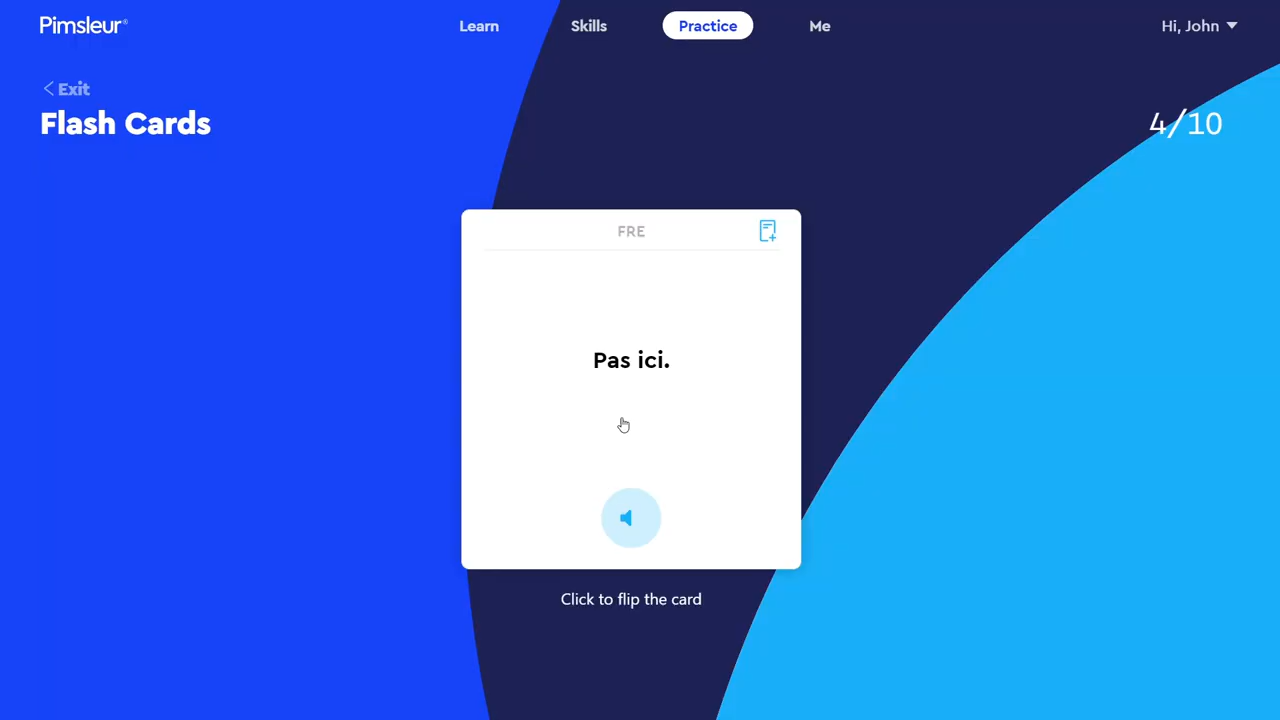 Pimsleur®
Learn
Skills
Practice
Me
Hi, John
Exit
Flash Cards
4/10
FRE
Pas ici.
Click to flip the card